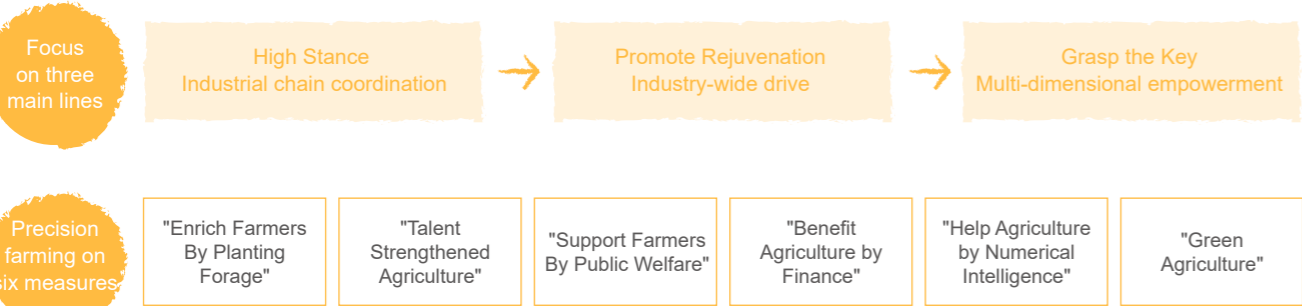 Focus
on three
main lines
High Stance
Industrial chain coordination
Promote Rejuvenation
Industry-wide drive
Grasp the Key
Multi-dimensional empowerment
Precision
farming on
six measures
"Enrich Farmers
By Planting
Forage"
"Talent
Strengthened
Agriculture"
"Support Farmers
By Public Welfare"
"Benefit
Agriculture by
Finance"
"Help Agriculture
by Numerical
Intelligence"
"Green
Agriculture"